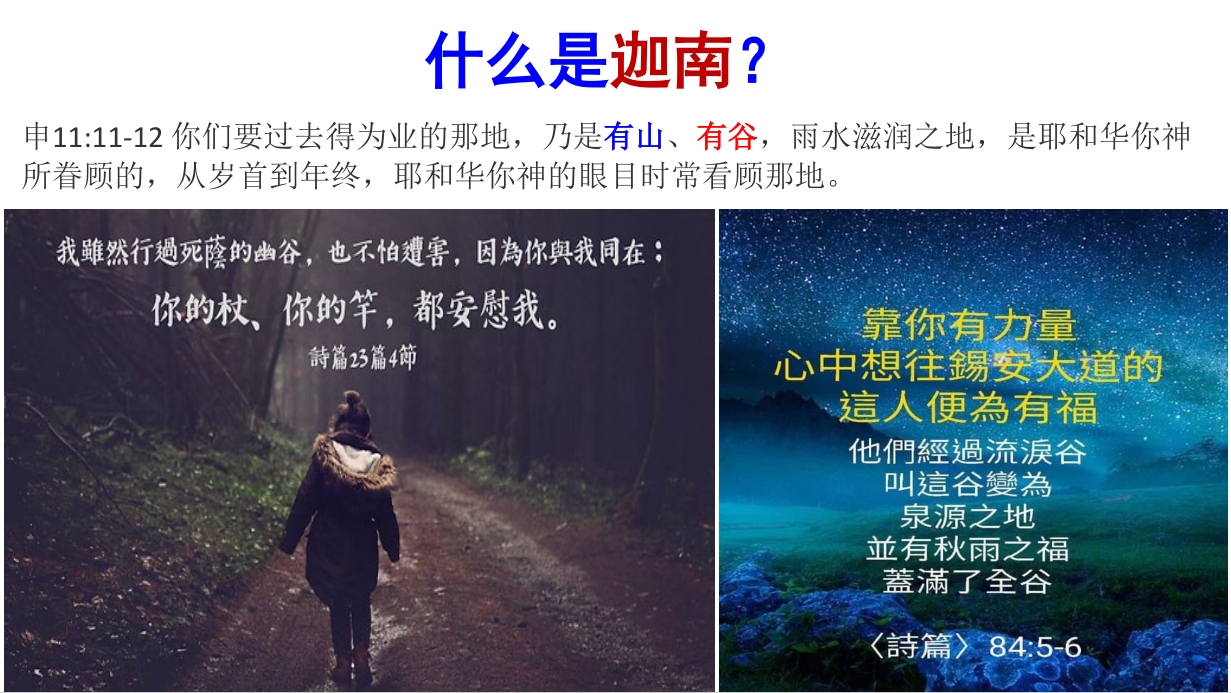 什么是迦南？
申11:11-12 你们要过去得为业的那地，乃是有山、有谷，雨水滋润之地，是耶和华你神
所眷顾的，从岁首到年终，耶和华你神的眼目时常看顾那地。
我雖然行過死蔭的幽谷，也不怕遭害，因為你與我同在；
你的杖、你的竿，都安慰我。
詩篇23篇4節
靠你有力量
心中想往錫安大道的
這人便為有福
他們經過流淚谷
叫這谷變為
泉源之地
並有秋雨之福
蓋滿了全谷
〈詩篇〉84:5-6